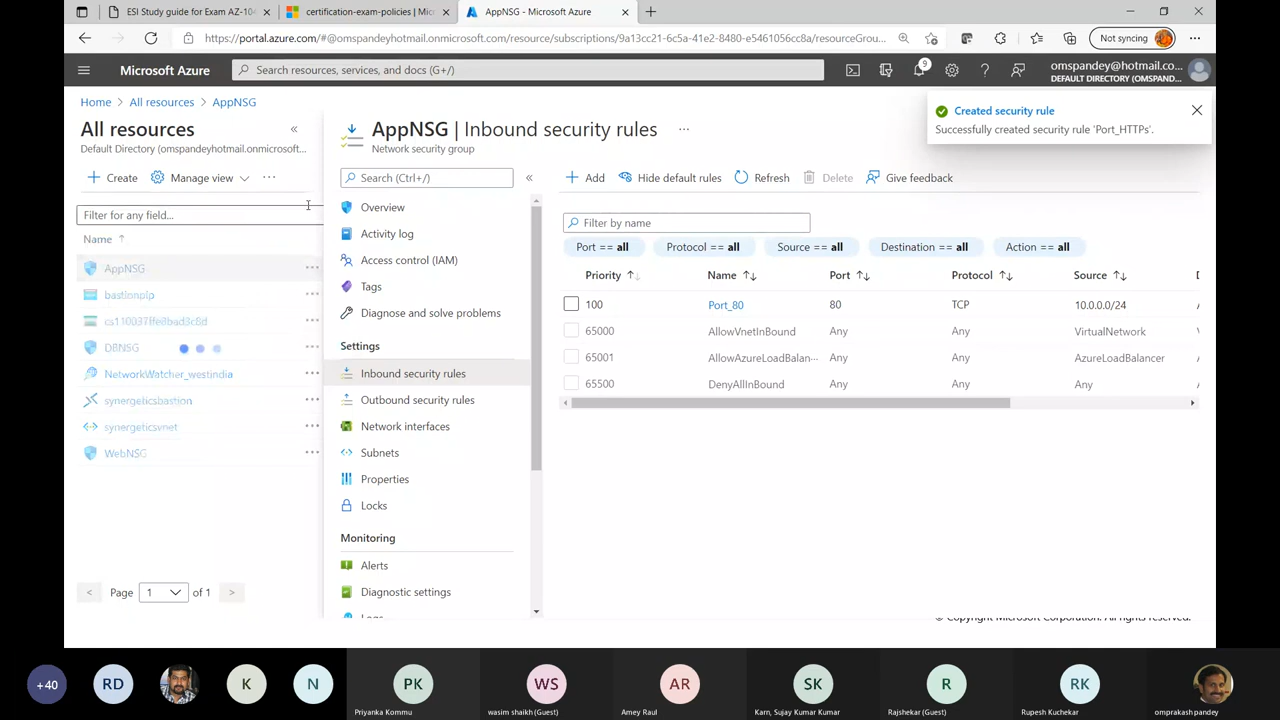 ESI Study guide for Exam AZ-104
certification-exam-policies | Mic
AppNSG - Microsoft Azure
https://portal.azure.com/#@omspandeyhotmail.onmicrosoft.com/resource/subscriptions/9a13cc21-6c5a-41e2-8480-e5461056cc8a/resourceGrou...
Not syncing
Microsoft Azure
Search resources, services, and docs (G+/)
9
omspandey@hotmail.co...
DEFAULT DIRECTORY (OMSPAND...
Home > All resources > AppNSG
All resources
Default Directory (omspandeyhotmail.onmicrosoft...
Create
Manage view
Filter for any field...
Name
AppNSG
bastionpip
cs110037ffe8bad3c8d
DBNSG
NetworkWatcher_westindia
synergeticsbastion
synergeticsvnet
WebNSG
< Page 1 of 1 >
AppNSG | Inbound security rules
Network security group
Search (Ctrl+/)
Overview
Activity log
Access control (IAM)
Tags
Diagnose and solve problems
Settings
Inbound security rules
Outbound security rules
Network interfaces
Subnets
Properties
Locks
Monitoring
Alerts
Diagnostic settings
Logs
Created security rule
Successfully created security rule 'Port_HTTPs'.
Add Hide default rules Refresh Delete Give feedback
Filter by name
Port == all Protocol == all Source == all Destination == all Action == all
Priority Name Port Protocol Source D
100 Port_80 80 TCP 10.0.0.0/24
65000 AllowVnetInBound Any Any VirtualNetwork
65001 AllowAzureLoadBalan... Any Any AzureLoadBalancer
65500 DenyAllInBound Any Any Any
© Copyright Microsoft Corporation. All rights reserved.
+40
RD
K
N
PK
WS
AR
SK
R
RK
Priyanka Kommu
wasim shaikh (Guest)
Amey Raul
Karn, Sujay Kumar Kumar
Rajshekar (Guest)
Rupesh Kuchekar
omprakash pandey